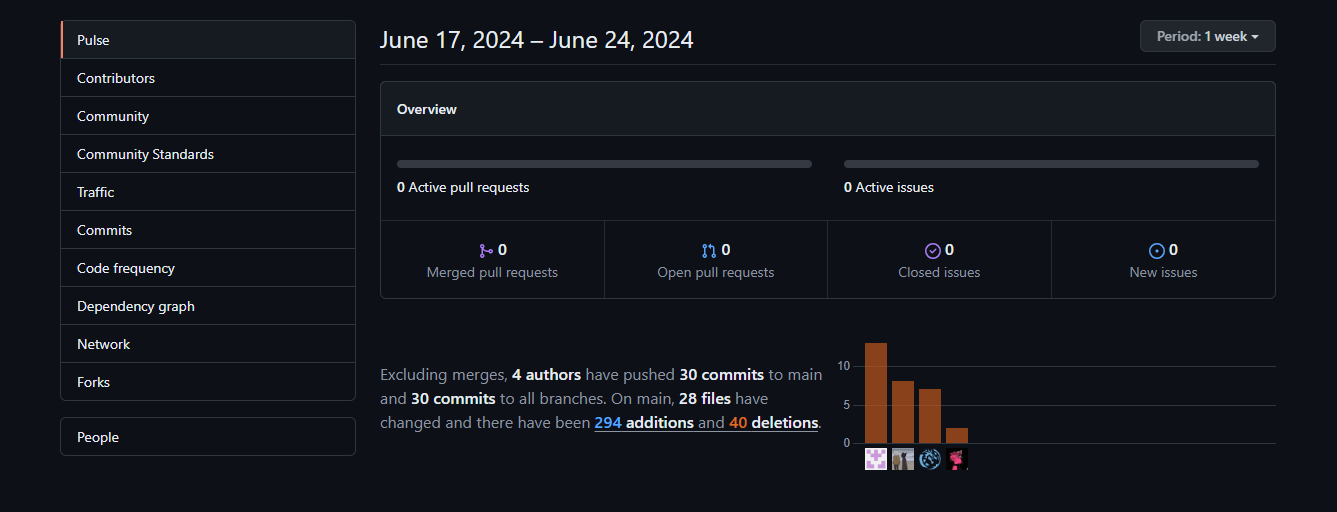 Pulse
Contributors
Community
Community Standards
Traffic
Commits
Code frequency
Dependency graph
Network
Forks
People
June 17, 2024 – June 24, 2024
Period: 1 week
Overview
0 Active pull requests
0 Active issues
0
Merged pull requests
0
Open pull requests
0
Closed issues
0
New issues
Excluding merges, 4 authors have pushed 30 commits to main
and 30 commits to all branches. On main, 28 files have
changed and there have been 294 additions and 40 deletions.
10
5
0